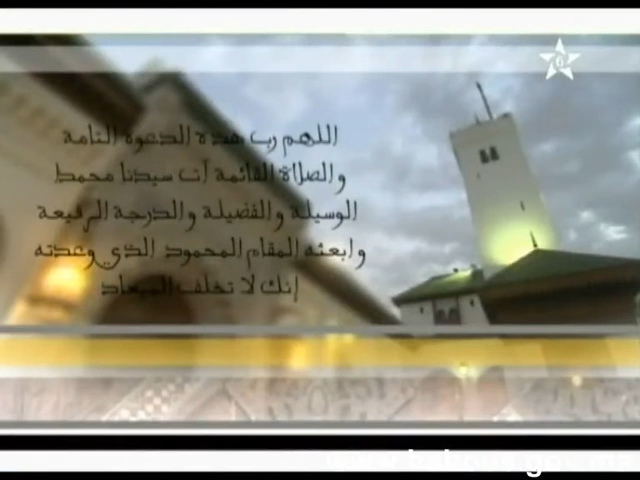 6
اللهم رب هذه الدعوة التامة
والصلاة القائمة آت سيدنا محمد
الوسيلة والفضيلة والدرجة الرفيعة
وابعثه المقام المحمود الذي وعدته
إنك لا تخلف الميعاد